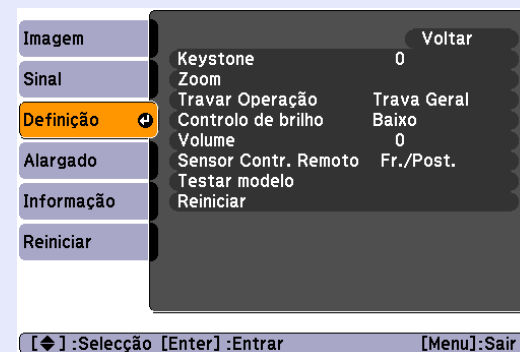 Imagem
Sinal
Definição
Alargado
Informação
Reiniciar
Voltar
Keystone 0
Zoom
Travar Operação Trava Geral
Controlo de brilho Baixo
Volume 0
Sensor Contr. Remoto Fr./Post.
Testar modelo
Reiniciar
[◆] :Selecção [Enter] :Entrar [Menu]:Sair